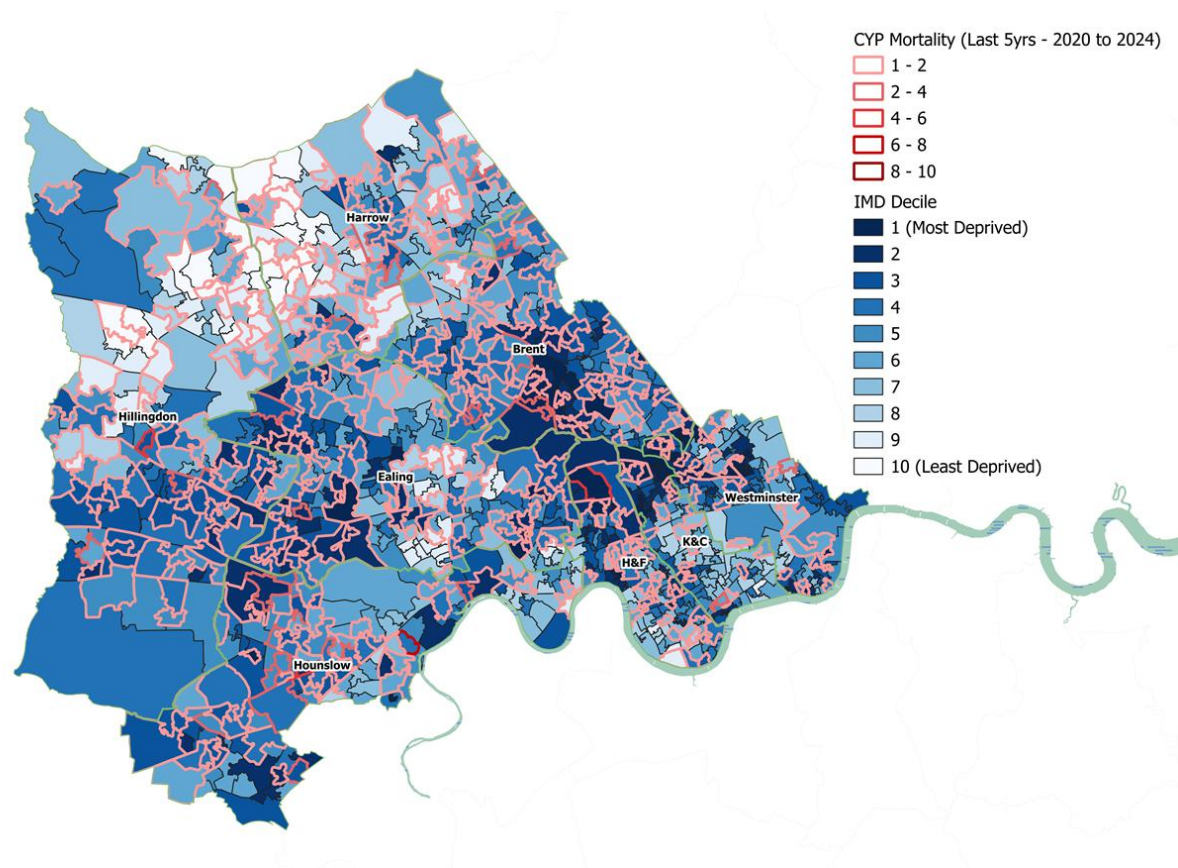 CYP Mortality (Last 5yrs - 2020 to 2024)
1 - 2
2 - 4
4 - 6
6 - 8
8 - 10
IMD Decile
1 (Most Deprived)
2
3
4
5
6
7
8
9
10 (Least Deprived)
Harrow
Brent
Hillingdon
Ealing
Westminster
K&C
H&F
Hounslow